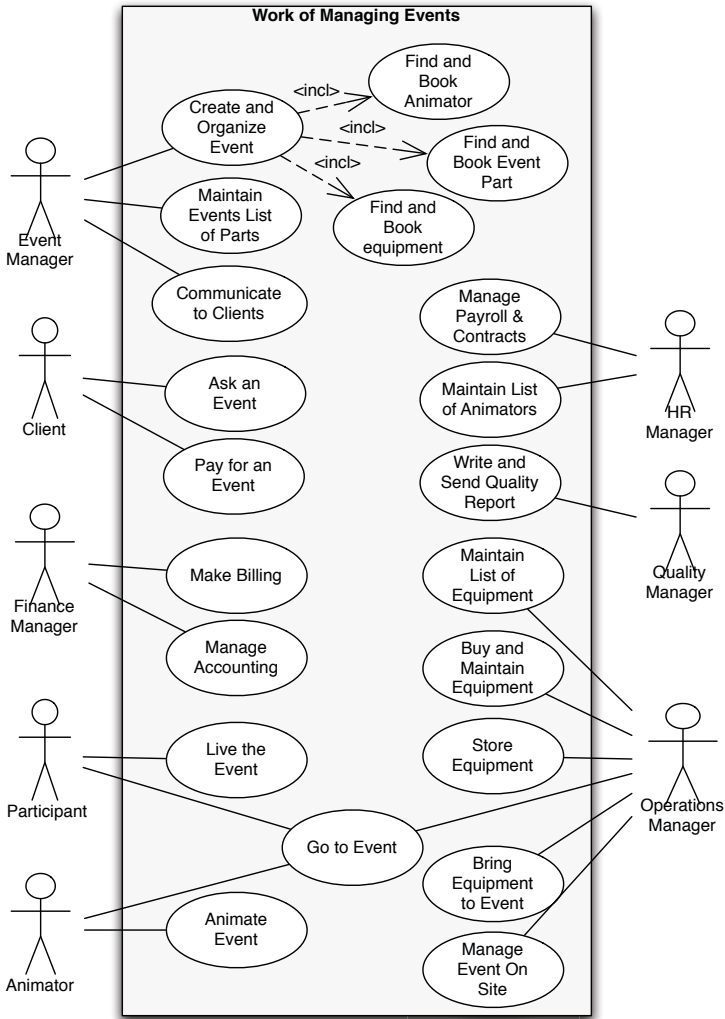 Work of Managing Events
Find and
Book
Animator
<incl>
Create and
Organize
Event
<incl>
Find and
Book Event
Part
<incl>
Maintain
Events List
of Parts
Find and
Book
equipment
Event
Manager
Communicate
to Clients
Manage
Payroll &
Contracts
Ask an
Event
Maintain List
of Animators
HR
Manager
Client
Pay for an
Event
Write and
Send Quality
Report
Make Billing
Maintain
List of
Equipment
Quality
Manager
Finance
Manager
Manage
Accounting
Buy and
Maintain
Equipment
Live the
Event
Store
Equipment
Participant
Operations
Manager
Go to Event
Bring
Equipment
to Event
Animate
Event
Manage
Event On
Site
Animator